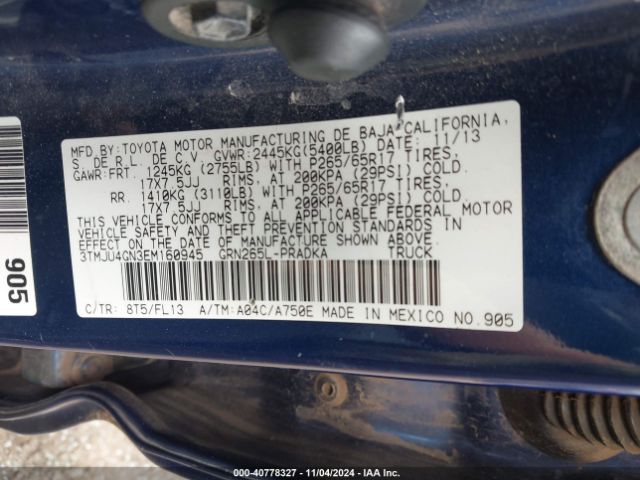 MFD.BY:TOYOTA MOTOR MANUFACTURING DE BAJA CALIFORNIA,
S. DE R.L. DE C.V. GVWR:2445KG(5400LB) DATE: 11/13
GAWR:FRT. 1245KG (2755LB) WITH P265/65R17 TIRES,
17X7.5JJ RIMS, AT 200KPA (29PSI) COLD.
RR. 1410KG (3110LB) WITH P265/65R17 TIRES,
17X7.5JJ RIMS, AT 200KPA (29PSI) COLD.
THIS VEHICLE CONFORMS TO ALL APPLICABLE FEDERAL MOTOR
VEHICLE SAFETY AND THEFT PREVENTION STANDARDS IN
EFFECT ON THE DATE OF MANUFACTURE SHOWN ABOVE.
3TMJU4GN3EM160945 GRN265L-PRADKA TRUCK
C/TR: 8T5/FL13 A/TM:A04C/A750E MADE IN MEXICO NO.905
905
000-40778327 - 11/04/2024 - IAA Inc.